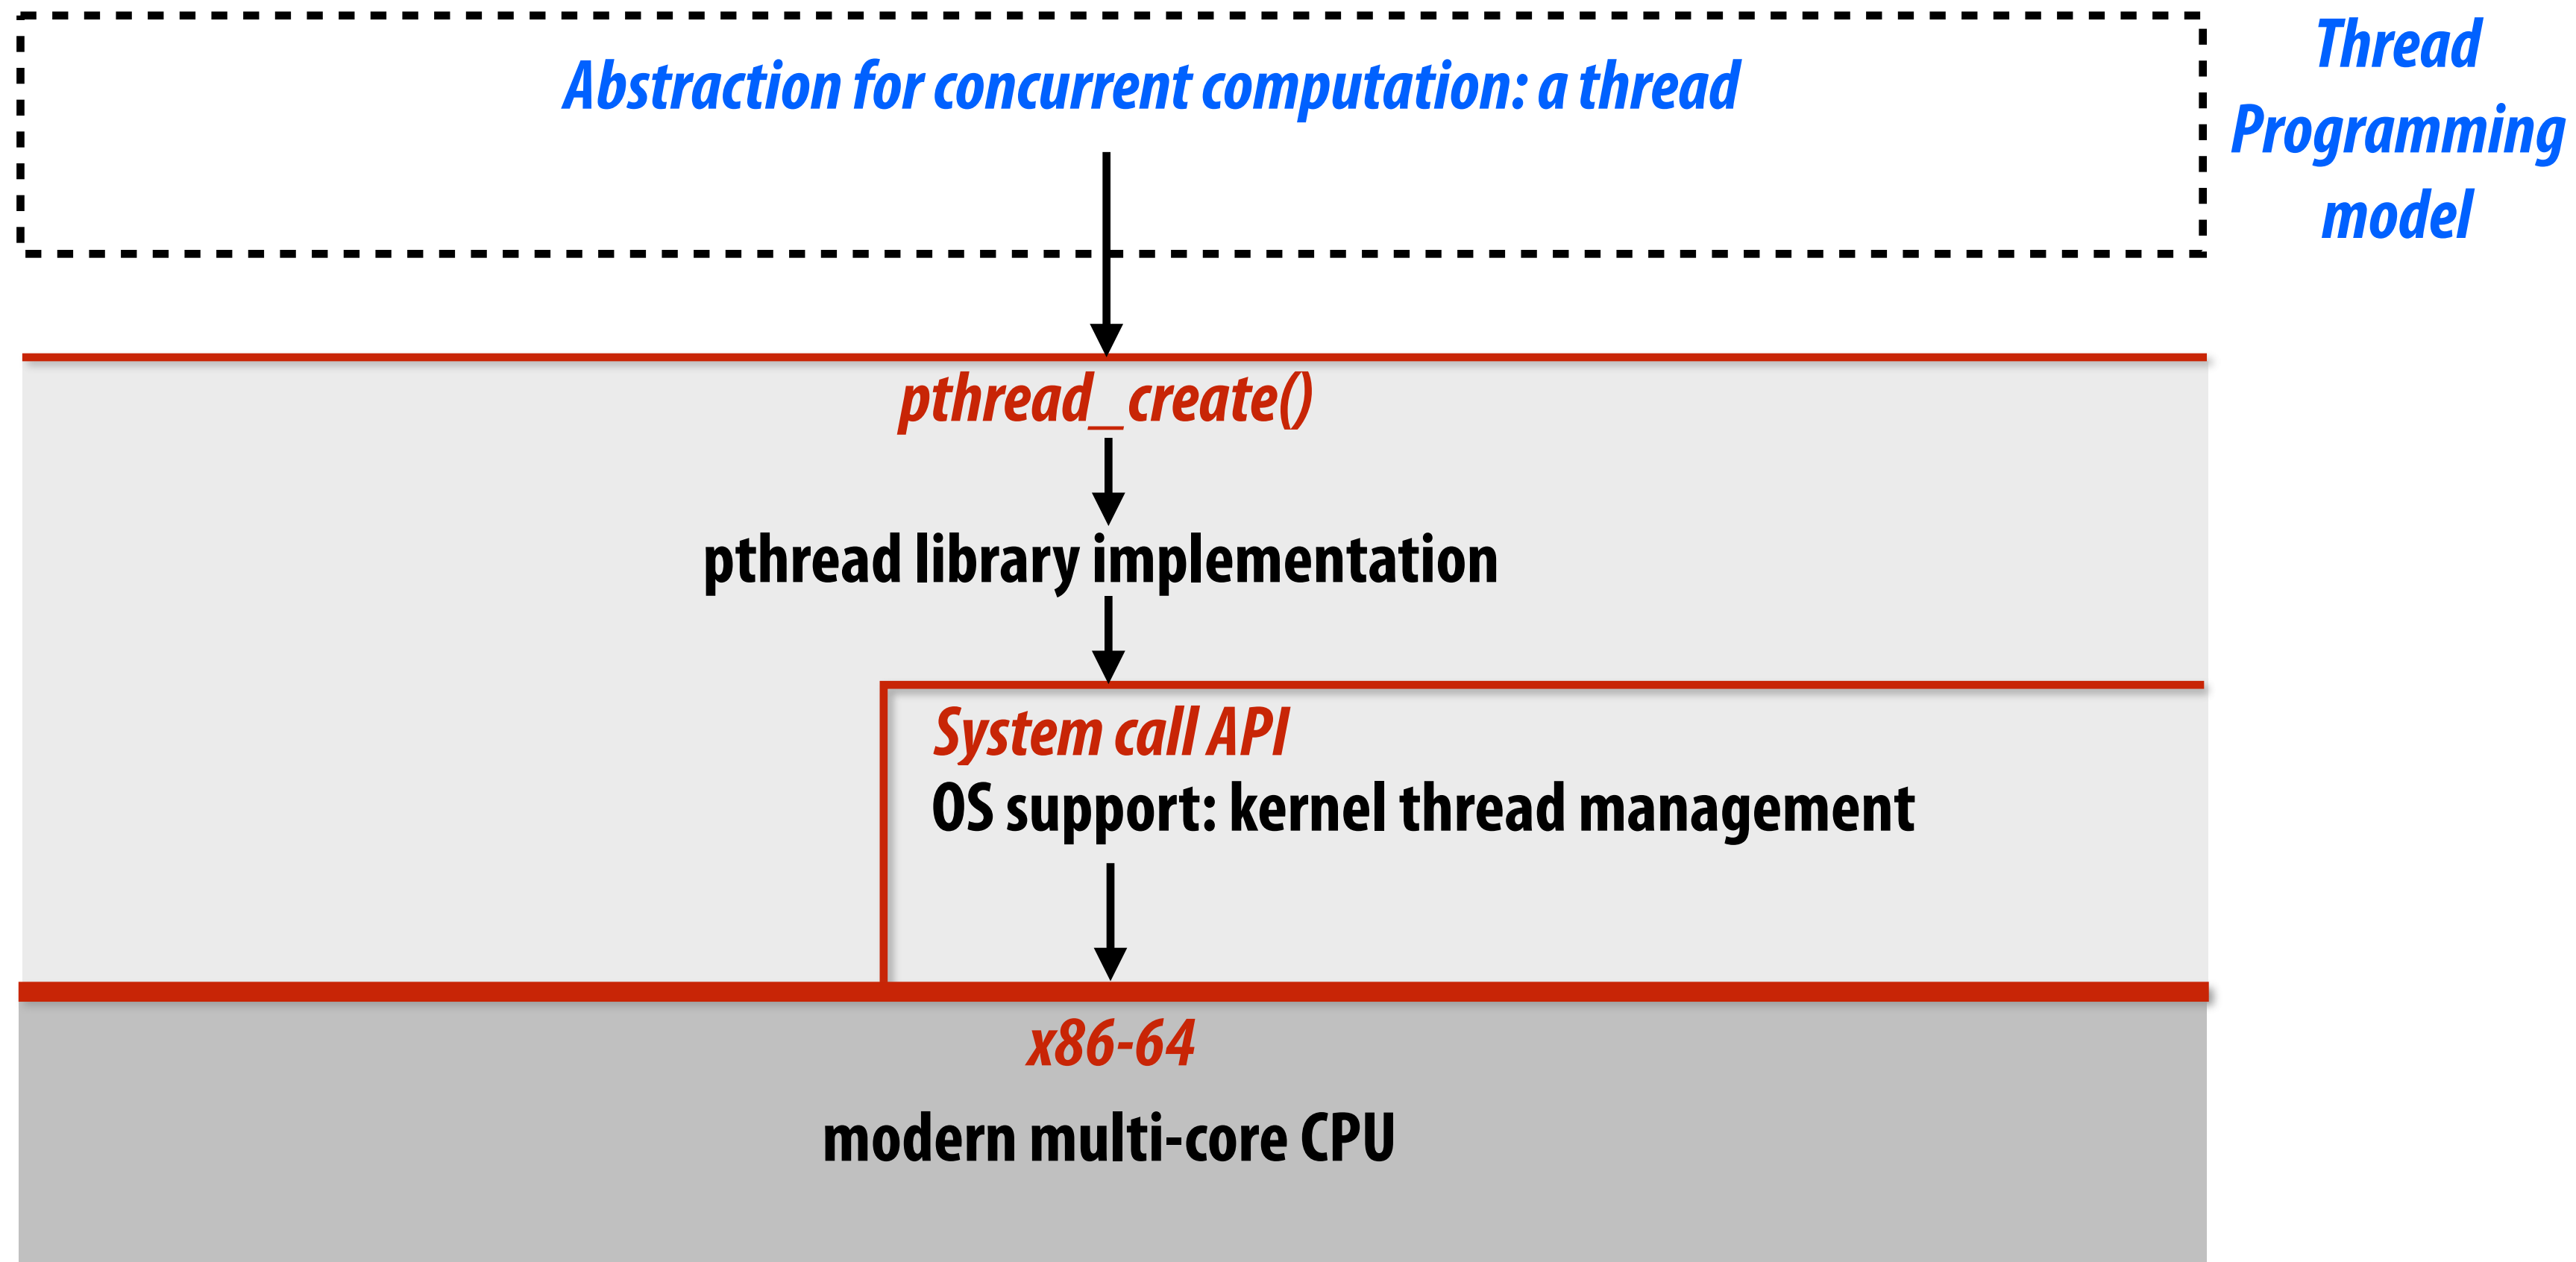 Abstraction for concurrent computation: a thread
Thread
Programming
model
pthread_create()
pthread library implementation
System call API
OS support: kernel thread management
x86-64
modern multi-core CPU